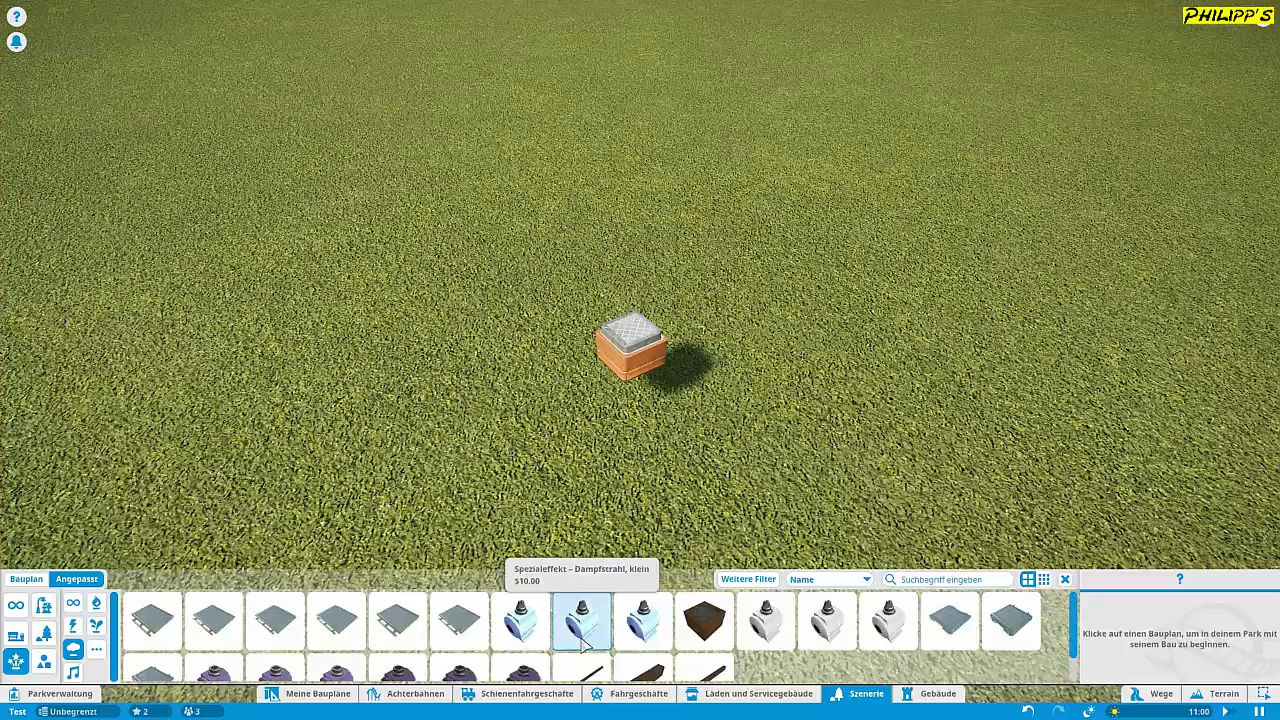 ?
PHILIPP'S
Spezialeffekt – Dampfstrahl, klein
$10.00
Bauplan
Angepasst
Weitere Filter
Name
Suchbegriff eingeben
?
Klicke auf einen Bauplan, um in deinem Park mit
seinem Bau zu beginnen.
Parkverwaltung
Meine Baupläne
Achterbahnen
Schienenfahrgeschäfte
Fahrgeschäfte
Läden und Servicegebäude
Szenerie
Gebäude
Wege
Terrain
Test
Unbegrenzt
2
3
11:00